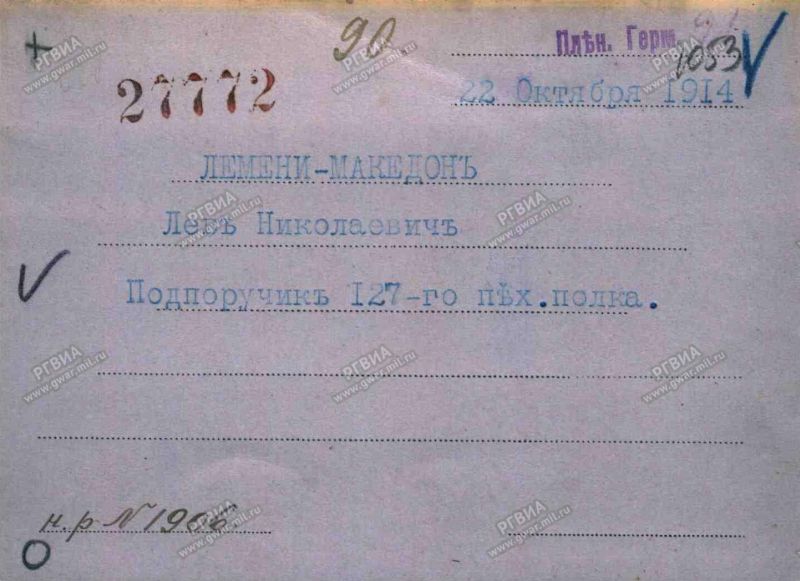 90.
Плѣн. Герм.
1053
27772
22 Октября 1914
ЛЕМЕНИ-МАКЕДОНЪ
Левъ Николаевичъ
Подпоручикъ 127-го пѣх.полка.
н.р №
РГВИА
www.gwar.mil.ru